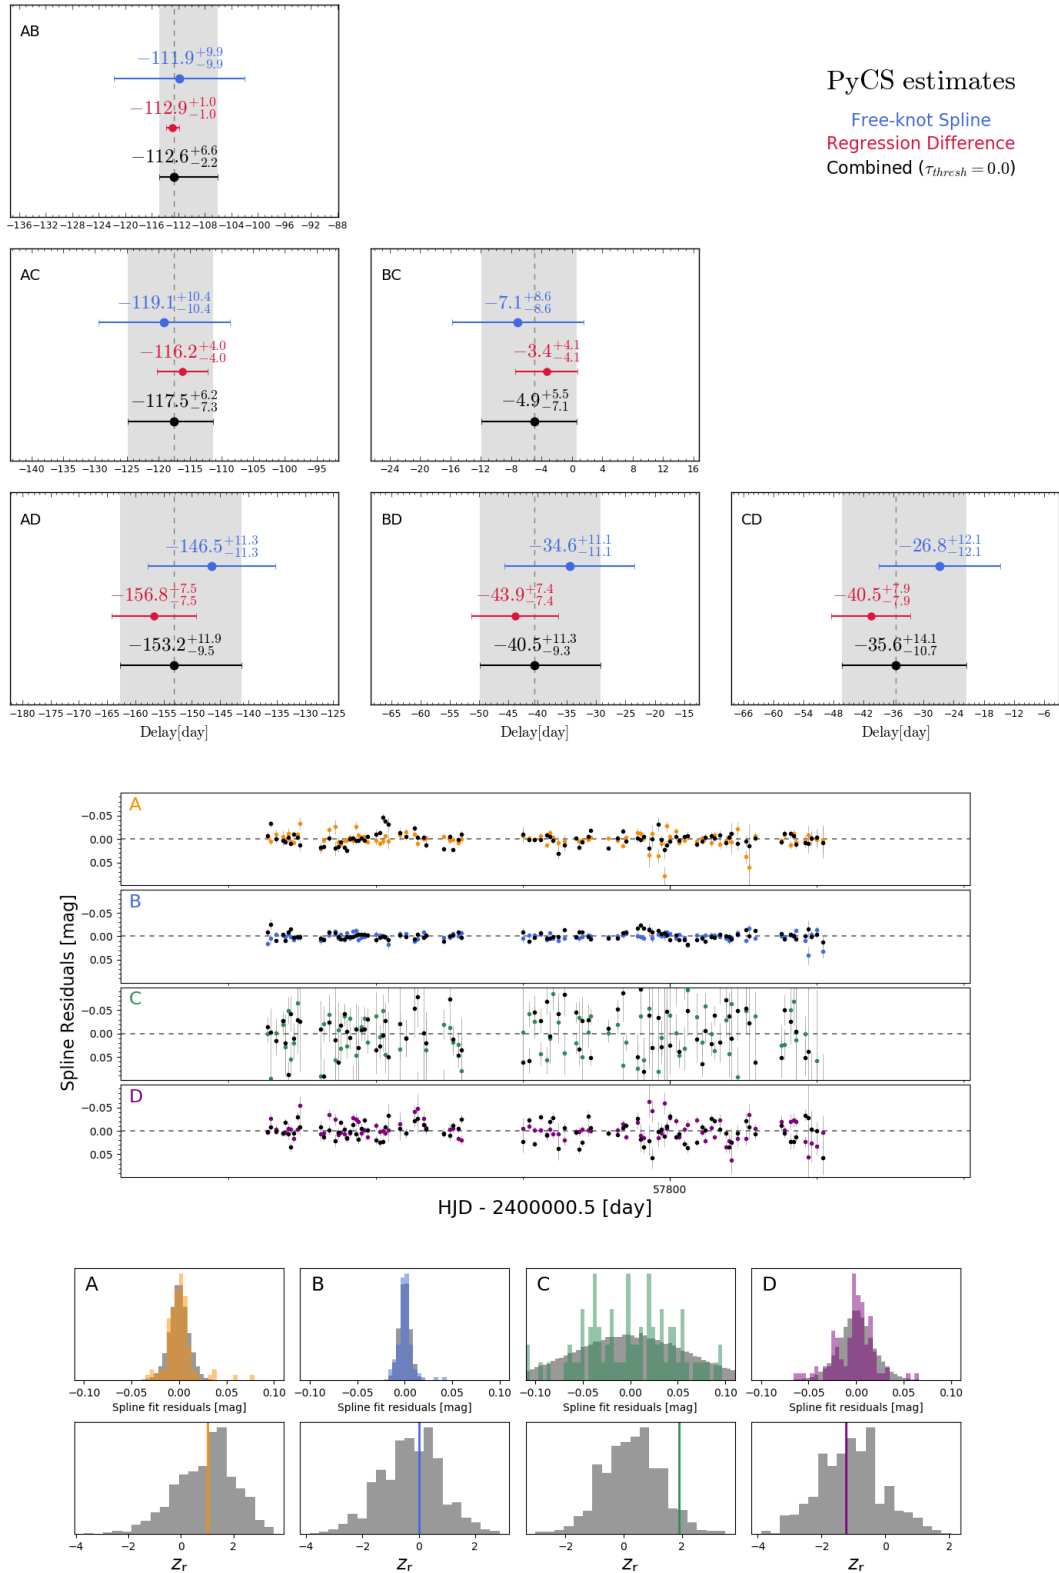 AB
−111.9 +9.9 −9.9
−112.9 +1.0 −1.0
−112.6 +6.6 −2.2
−136 −132 −128 −124 −120 −116 −112 −108 −104 −100 −96 −92 −88
PyCS estimates
Free-knot Spline
Regression Difference
Combined (τthresh = 0.0)
AC
−119.1 +10.4 −10.4
−116.2 +4.0 −4.0
−117.5 +6.2 −7.3
−140 −135 −130 −125 −120 −115 −110 −105 −100 −95
BC
−7.1 +8.6 −8.6
−3.4 +4.1 −4.1
−4.9 +5.5 −7.1
−24 −20 −16 −12 −8 −4 0 4 8 12 16
AD
−146.5 +11.3 −11.3
−156.8 +7.5 −7.5
−153.2 +11.9 −9.5
−180 −175 −170 −165 −160 −155 −150 −145 −140 −135 −130 −125
Delay[day]
BD
−34.6 +11.1 −11.1
−43.9 +7.4 −7.4
−40.5 +11.3 −9.3
−65 −60 −55 −50 −45 −40 −35 −30 −25 −20 −15
Delay[day]
CD
−26.8 +12.1 −12.1
−40.5 +7.9 −7.9
−35.6 +14.1 −10.7
−66 −60 −54 −48 −42 −36 −30 −24 −18 −12 −6
Delay[day]
Spline Residuals [mag]
A
−0.05
0.00
0.05
B
−0.05
0.00
0.05
C
−0.05
0.00
0.05
D
−0.05
0.00
0.05
57800
HJD - 2400000.5 [day]
A
B
C
D
−0.10 −0.05 0.00 0.05 0.10
−0.10 −0.05 0.00 0.05 0.10
−0.10 −0.05 0.00 0.05 0.10
−0.10 −0.05 0.00 0.05 0.10
Spline fit residuals [mag]
Spline fit residuals [mag]
Spline fit residuals [mag]
Spline fit residuals [mag]
−4 −2 0 2
−4 −2 0 2
−2 0 2
−4 −2 0 2
zr
zr
zr
zr